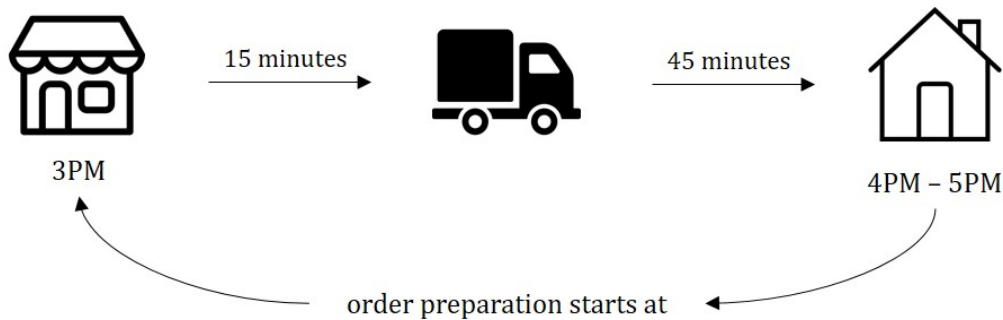 15 minutes
45 minutes
3PM
4PM – 5PM
order preparation starts at